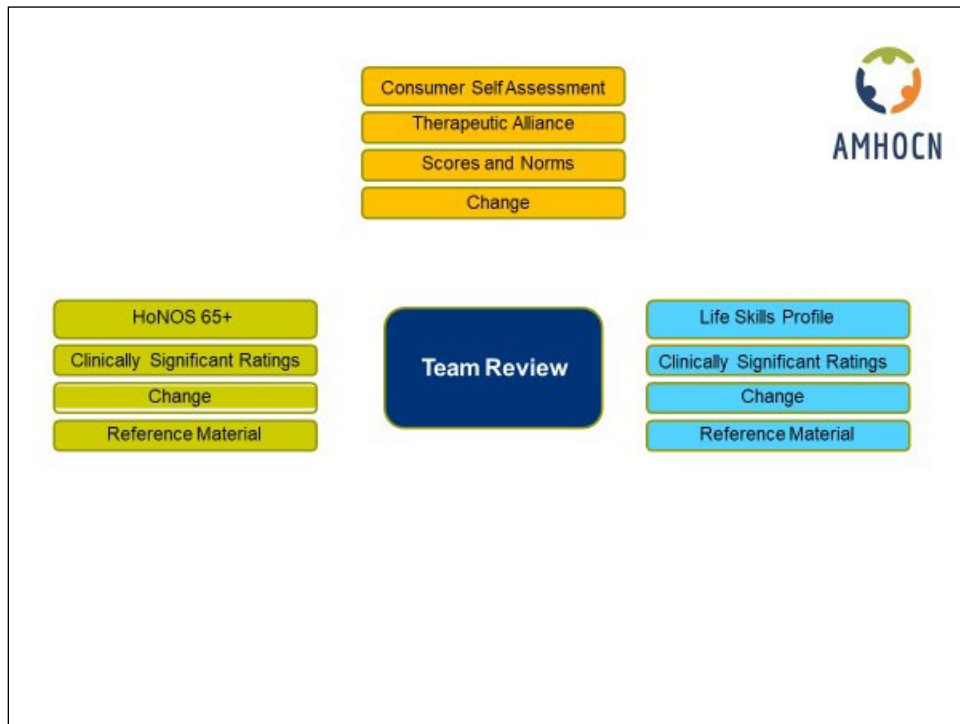 Consumer Self Assessment
Therapeutic Alliance
Scores and Norms
Change
AMHOCN
HoNOS 65+
Clinically Significant Ratings
Change
Reference Material
Team Review
Life Skills Profile
Clinically Significant Ratings
Change
Reference Material